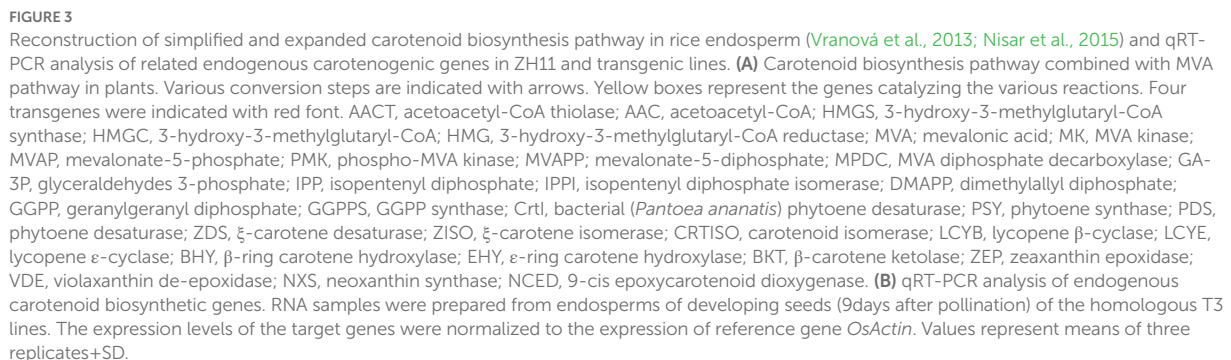 FIGURE 3
Reconstruction of simplified and expanded carotenoid biosynthesis pathway in rice endosperm (Vranová et al., 2013; Nisar et al., 2015) and qRT-
PCR analysis of related endogenous carotenogenic genes in ZH11 and transgenic lines. (A) Carotenoid biosynthesis pathway combined with MVA
pathway in plants. Various conversion steps are indicated with arrows. Yellow boxes represent the genes catalyzing the various reactions. Four
transgenes were indicated with red font. AACT, acetoacetyl-CoA thiolase; AAC, acetoacetyl-CoA; HMGS, 3-hydroxy-3-methylglutaryl-CoA
synthase; HMGC, 3-hydroxy-3-methylglutaryl-CoA; HMG, 3-hydroxy-3-methylglutaryl-CoA reductase; MVA; mevalonic acid; MK, MVA kinase;
MVAP, mevalonate-5-phosphate; PMK, phospho-MVA kinase; MVAPP; mevalonate-5-diphosphate; MPDC, MVA diphosphate decarboxylase; GA-
3P, glyceraldehydes 3-phosphate; IPP, isopentenyl diphosphate; IPPI, isopentenyl diphosphate isomerase; DMAPP, dimethylallyl diphosphate;
GGPP, geranylgeranyl diphosphate; GGPPS, GGPP synthase; CrtI, bacterial (Pantoea ananatis) phytoene desaturase; PSY, phytoene synthase; PDS,
phytoene desaturase; ZDS, ξ-carotene desaturase; ZISO, ξ-carotene isomerase; CRTISO, carotenoid isomerase; LCYB, lycopene β-cyclase; LCYE,
lycopene ε-cyclase; BHY, β-ring carotene hydroxylase; EHY, ε-ring carotene hydroxylase; BKT, β-carotene ketolase; ZEP, zeaxanthin epoxidase;
VDE, violaxanthin de-epoxidase; NXS, neoxanthin synthase; NCED, 9-cis epoxycarotenoid dioxygenase. (B) qRT-PCR analysis of endogenous
carotenoid biosynthetic genes. RNA samples were prepared from endosperms of developing seeds (9days after pollination) of the homologous T3
lines. The expression levels of the target genes were normalized to the expression of reference gene OsActin. Values represent means of three
replicates+SD.